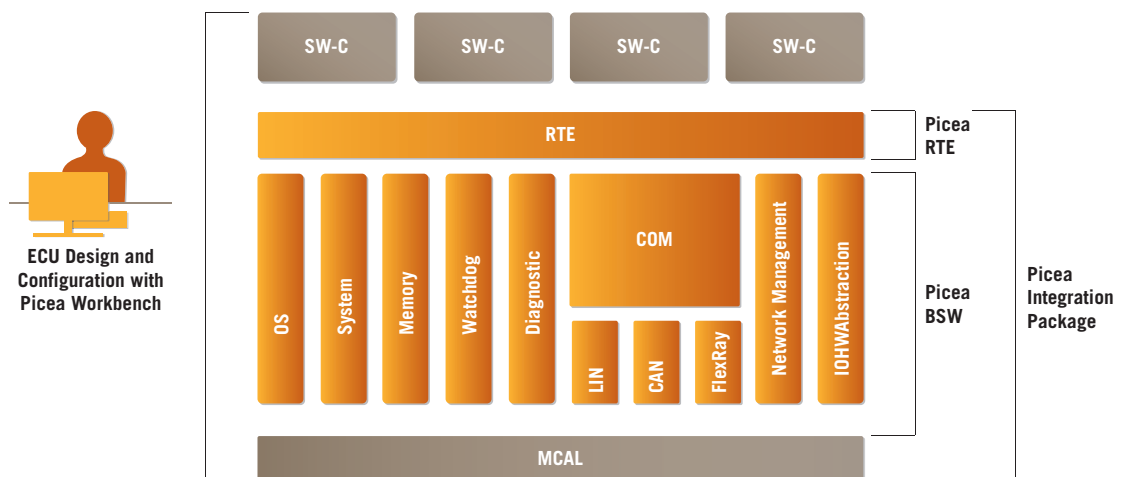 SW-C
SW-C
SW-C
SW-C
RTE
Picea
RTE
ECU Design and
Configuration with
Picea Workbench
OS
System
Memory
Watchdog
Diagnostic
COM
LIN
CAN
FlexRay
Network Management
IOHWAbstraction
Picea
BSW
Picea
Integration
Package
MCAL